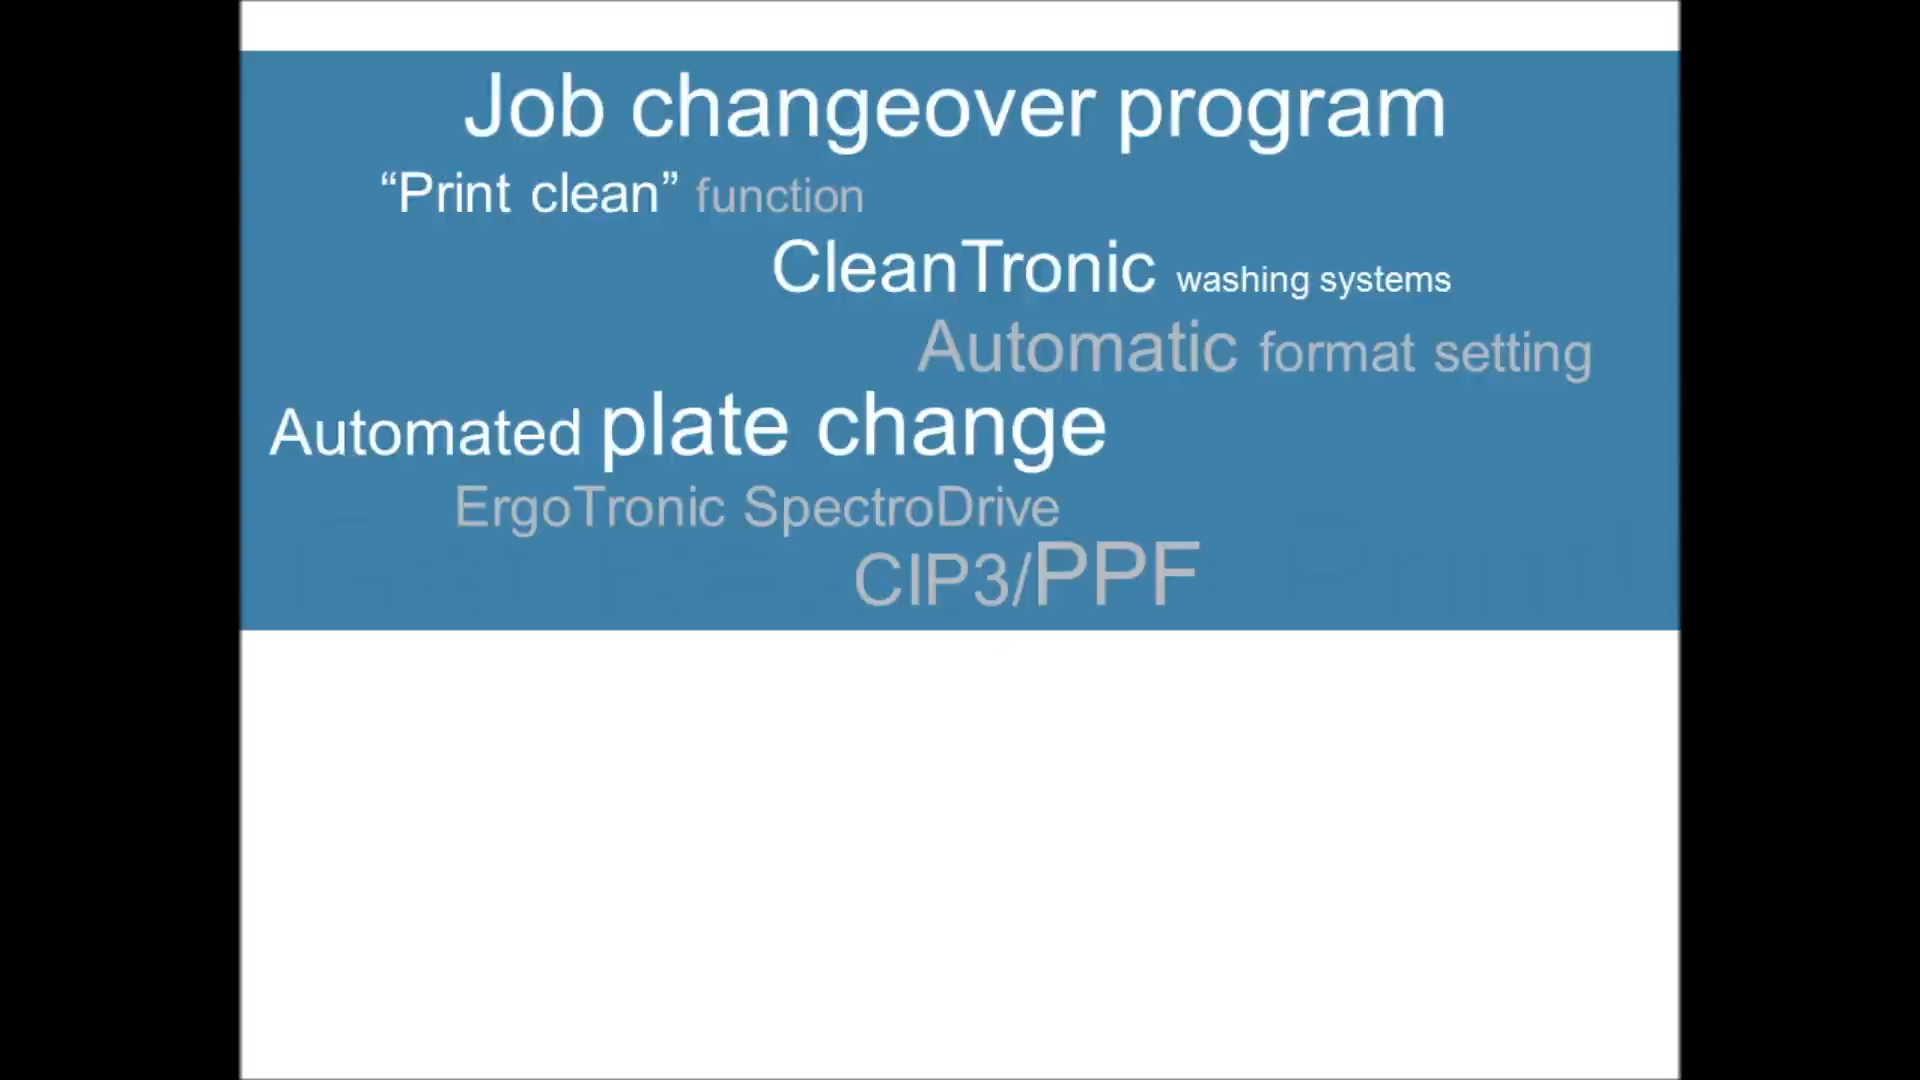 Job changeover program
“Print clean” function
CleanTronic washing systems
Automatic format setting
Automated plate change
ErgoTronic SpectroDrive
CIP3/PPF